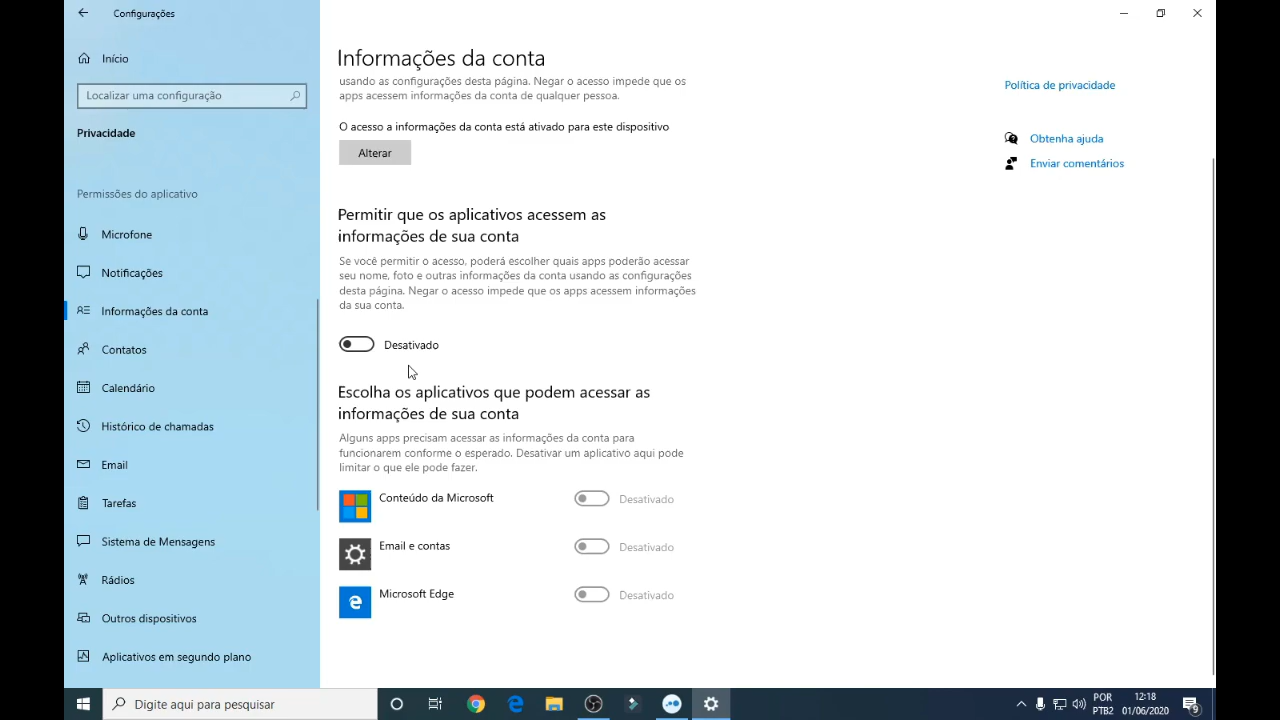 Configurações
Início
Localizar uma configuração
Privacidade
Permissões do aplicativo
Microfone
Notificações
Informações da conta
Contatos
Calendário
Histórico de chamadas
Email
Tarefas
Sistema de Mensagens
Rádios
Outros dispositivos
Aplicativos em segundo plano
Informações da conta
usando as configurações desta página. Negar o acesso impede que os
apps acessem informações da conta de qualquer pessoa.
O acesso a informações da conta está ativado para este dispositivo
Alterar
Permitir que os aplicativos acessem as
informações de sua conta
Se você permitir o acesso, poderá escolher quais apps poderão acessar
seu nome, foto e outras informações da conta usando as configurações
desta página. Negar o acesso impede que os apps acessem informações
da sua conta.
Desativado
Escolha os aplicativos que podem acessar as
informações de sua conta
Alguns apps precisam acessar as informações da conta para
funcionarem conforme o esperado. Desativar um aplicativo aqui pode
limitar o que ele pode fazer.
Conteúdo da Microsoft Desativado
Email e contas Desativado
Microsoft Edge Desativado
Política de privacidade
Obtenha ajuda
Enviar comentários
Digite aqui para pesquisar
POR
PTB2
12:18
01/06/2020